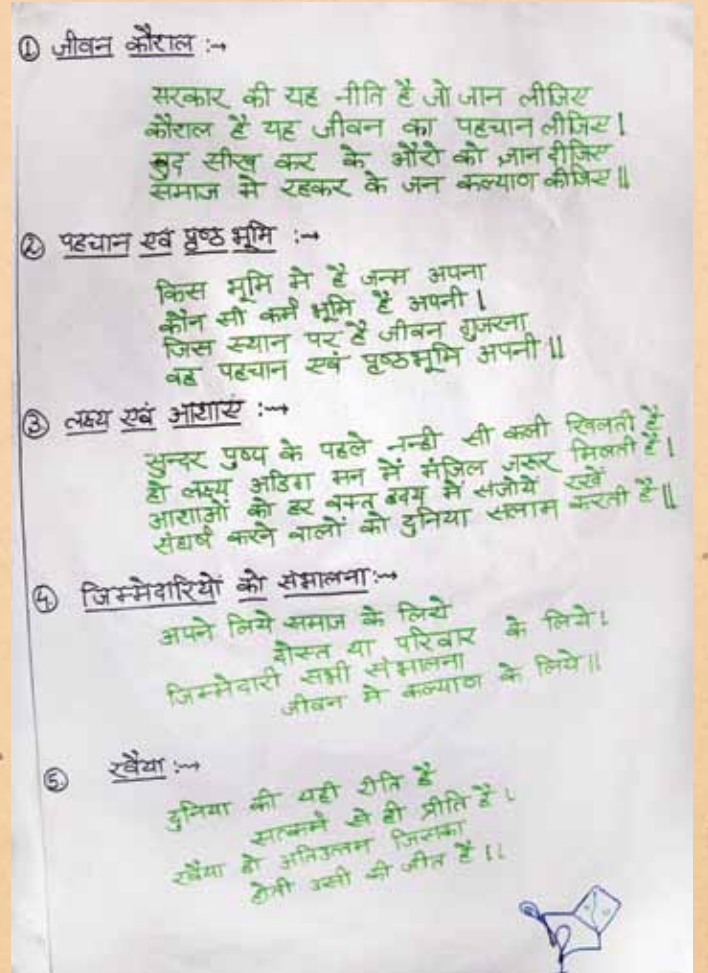 ① जीवन कौशल :→
सरकार की यह नीति है जो जान लीजिए
कौशल है यह जीवन का पहचान लीजिए।
खुद सीख कर के औरो को ज्ञान दीजिए
समाज मे रहकर के जन कल्याण कीजिए॥
② पहचान एवं पृष्ठ भूमि :→
किस भूमि मे है जन्म अपना
कौन सी कर्म भूमि है अपनी।
जिस स्थान पर है जीवन गुजरना
वह पहचान एवं पृष्ठभूमि अपनी॥
③ लक्ष्य एवं आशाएं :→
सुन्दर पुष्प के पहले नन्ही सी कली खिलती है
हो लक्ष्य अडिग मन में मंजिल जरूर मिलती है।
आशाओं को हर वक्त हृदय में संजोये रखें
संघर्ष करने वालों को दुनिया सलाम करती है॥
④ जिम्मेदारियो को संभालना:→
अपने लिये समाज के लिये
दोस्त या परिवार के लिये।
जिम्मेदारी सभी संभालना
जीवन मे कल्याण के लिये॥
⑤ रवैया :→
दुनिया की यही रीति है
सत्कर्म से ही प्रीति है।
रवैया हो अतिउत्तम जिसका
होती उसी की जीत है॥